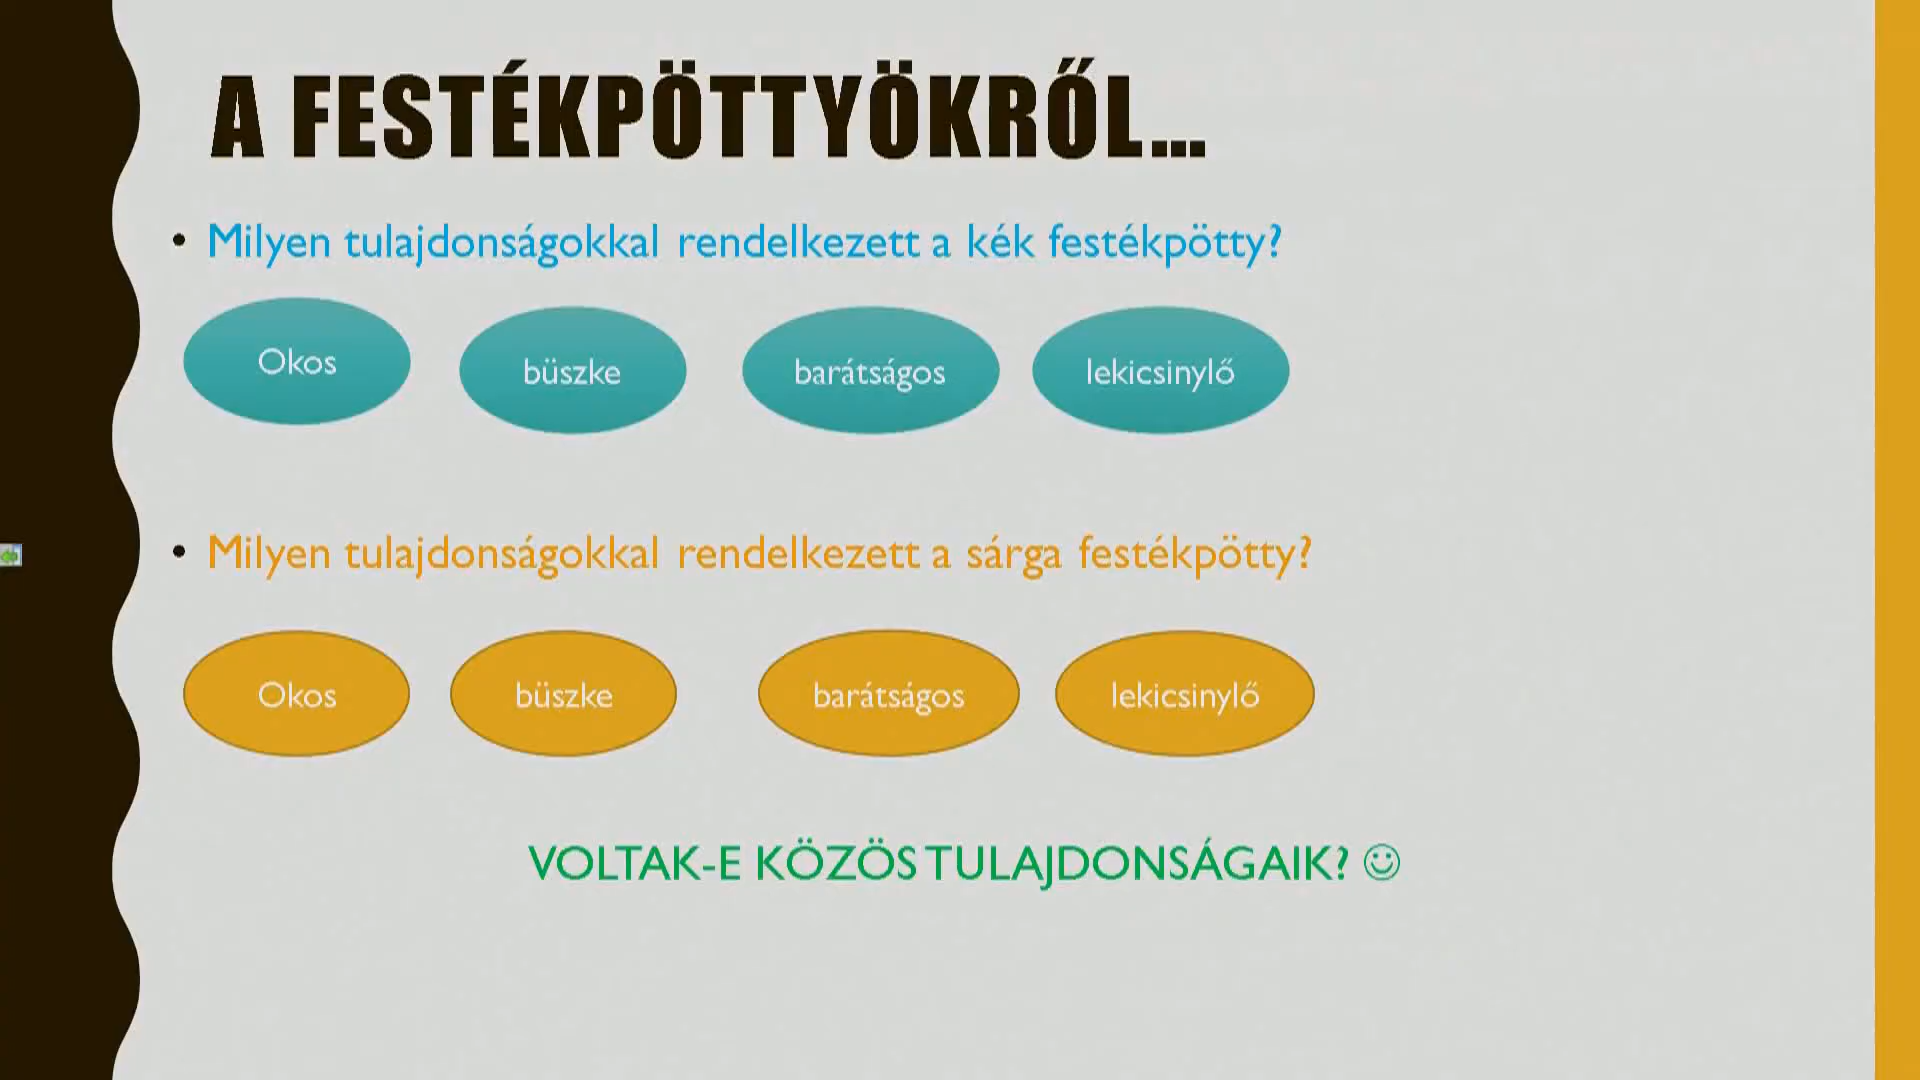 A FESTÉKPÖTTYÖKRŐL...
• Milyen tulajdonságokkal rendelkezett a kék festékpötty?
Okos büszke barátságos lekicsinylő
• Milyen tulajdonságokkal rendelkezett a sárga festékpötty?
Okos büszke barátságos lekicsinylő
VOLTAK-E KÖZÖS TULAJDONSÁGAIK? ☺